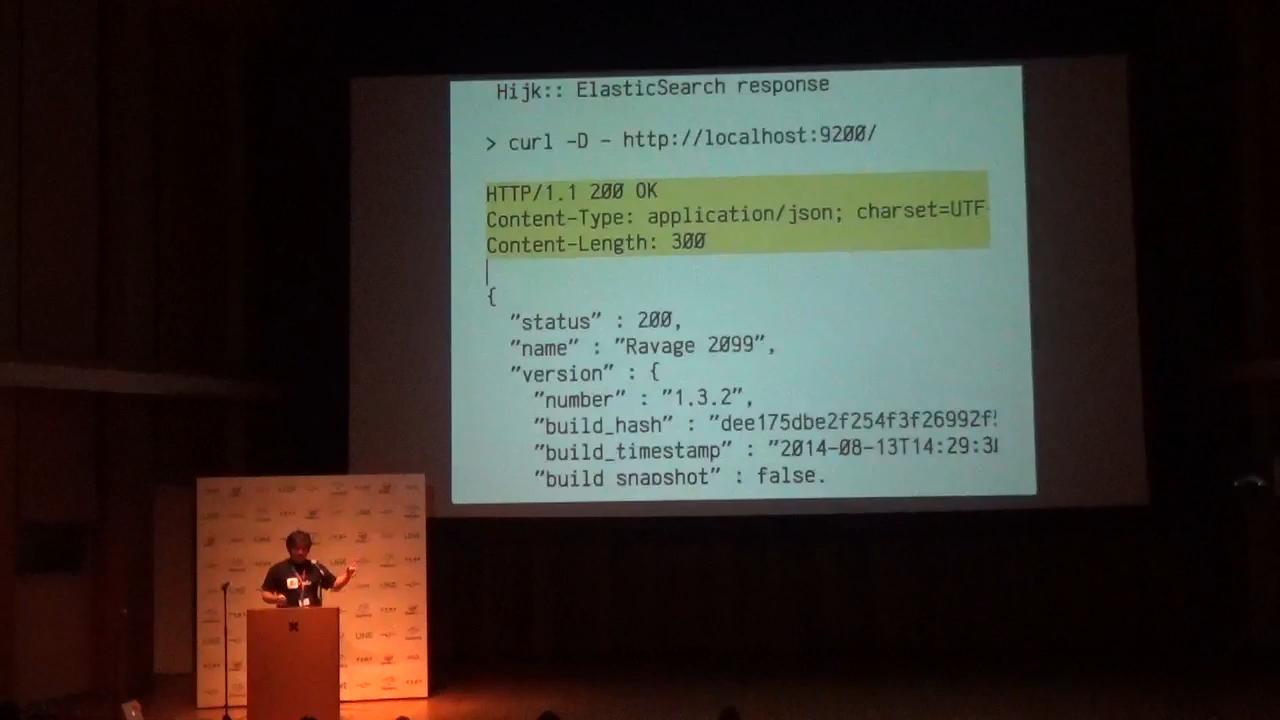 Hijk:: ElasticSearch response
> curl -D - http://localhost:9200/
HTTP/1.1 200 OK
Content-Type: application/json; charset=UTF-
Content-Length: 300
{
"status" : 200,
"name" : "Ravage 2099",
"version" : {
"number" : "1.3.2",
"build_hash" : "dee175dbe2f254f3f26992f
"build_timestamp" : "2014-08-13T14:29:3
"build_snapshot" : false.
LINE